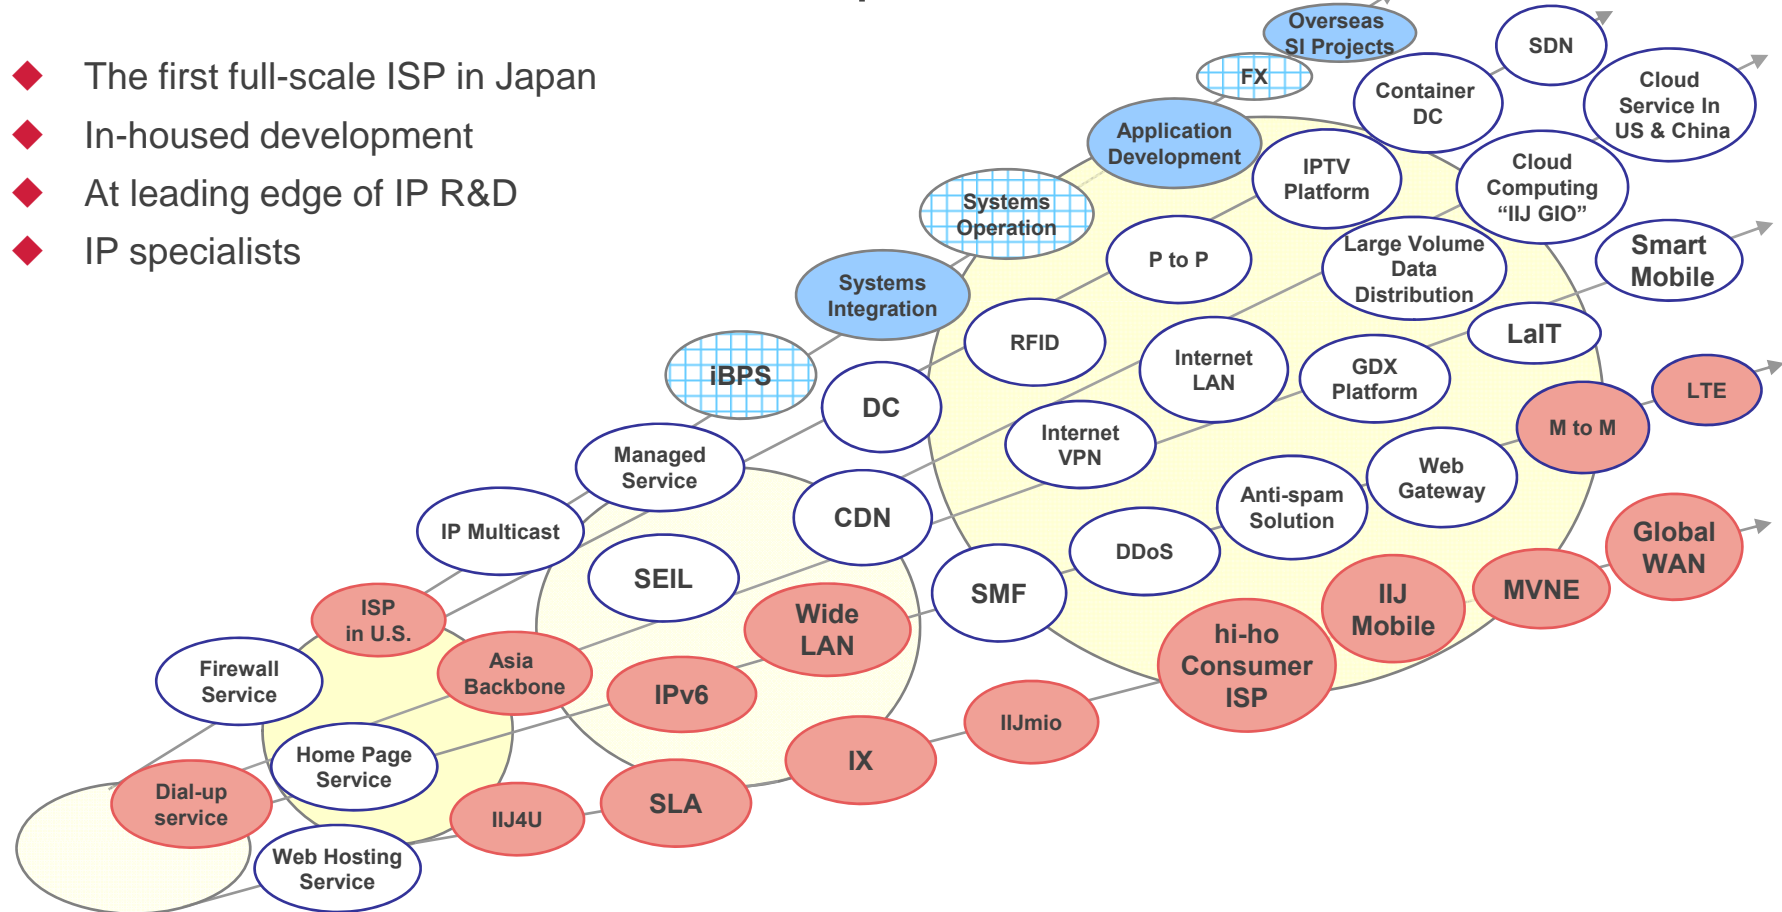 The first full-scale ISP in Japan
In-housed development
At leading edge of IP R&D
IP specialists
Overseas
SI Projects
SDN
FX
Container
DC
Cloud
Service In
US & China
Application
Development
IPTV
Platform
Cloud
Computing
“IIJ GIO”
Systems
Operation
P to P
Large Volume
Data
Distribution
Smart
Mobile
Systems
Integration
RFID
Internet
LAN
GDX
Platform
LaIT
iBPS
DC
Internet
VPN
M to M
LTE
Managed
Service
Web
Gateway
IP Multicast
CDN
Anti-spam
Solution
Global
WAN
SEIL
DDoS
SMF
IIJ
Mobile
MVNE
ISP
in U.S.
Wide
LAN
hi-ho
Consumer
ISP
Firewall
Service
Asia
Backbone
IPv6
IIJmio
Home Page
Service
IX
Dial-up
service
IIJ4U
SLA
Web Hosting
Service